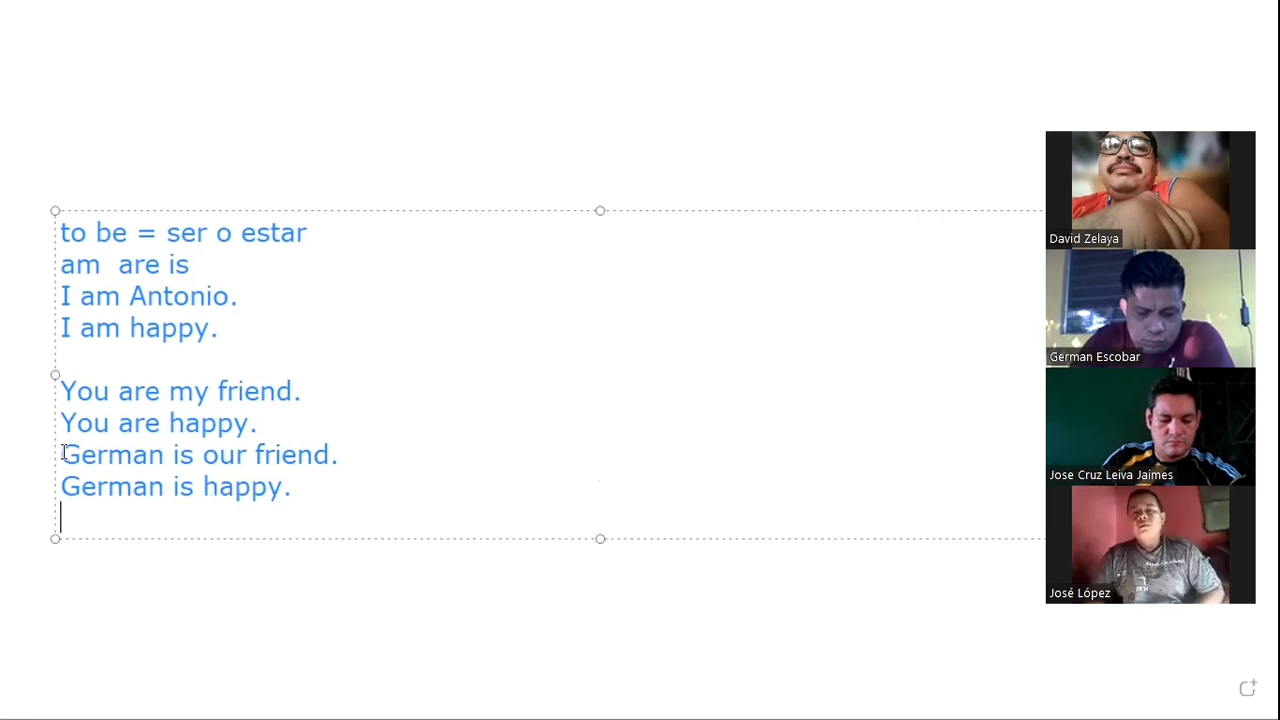 to be = ser o estar
am are is
I am Antonio.
I am happy.
You are my friend.
You are happy.
German is our friend.
German is happy.
David Zelaya
German Escobar
Jose Cruz Leiva Jaimes
José López